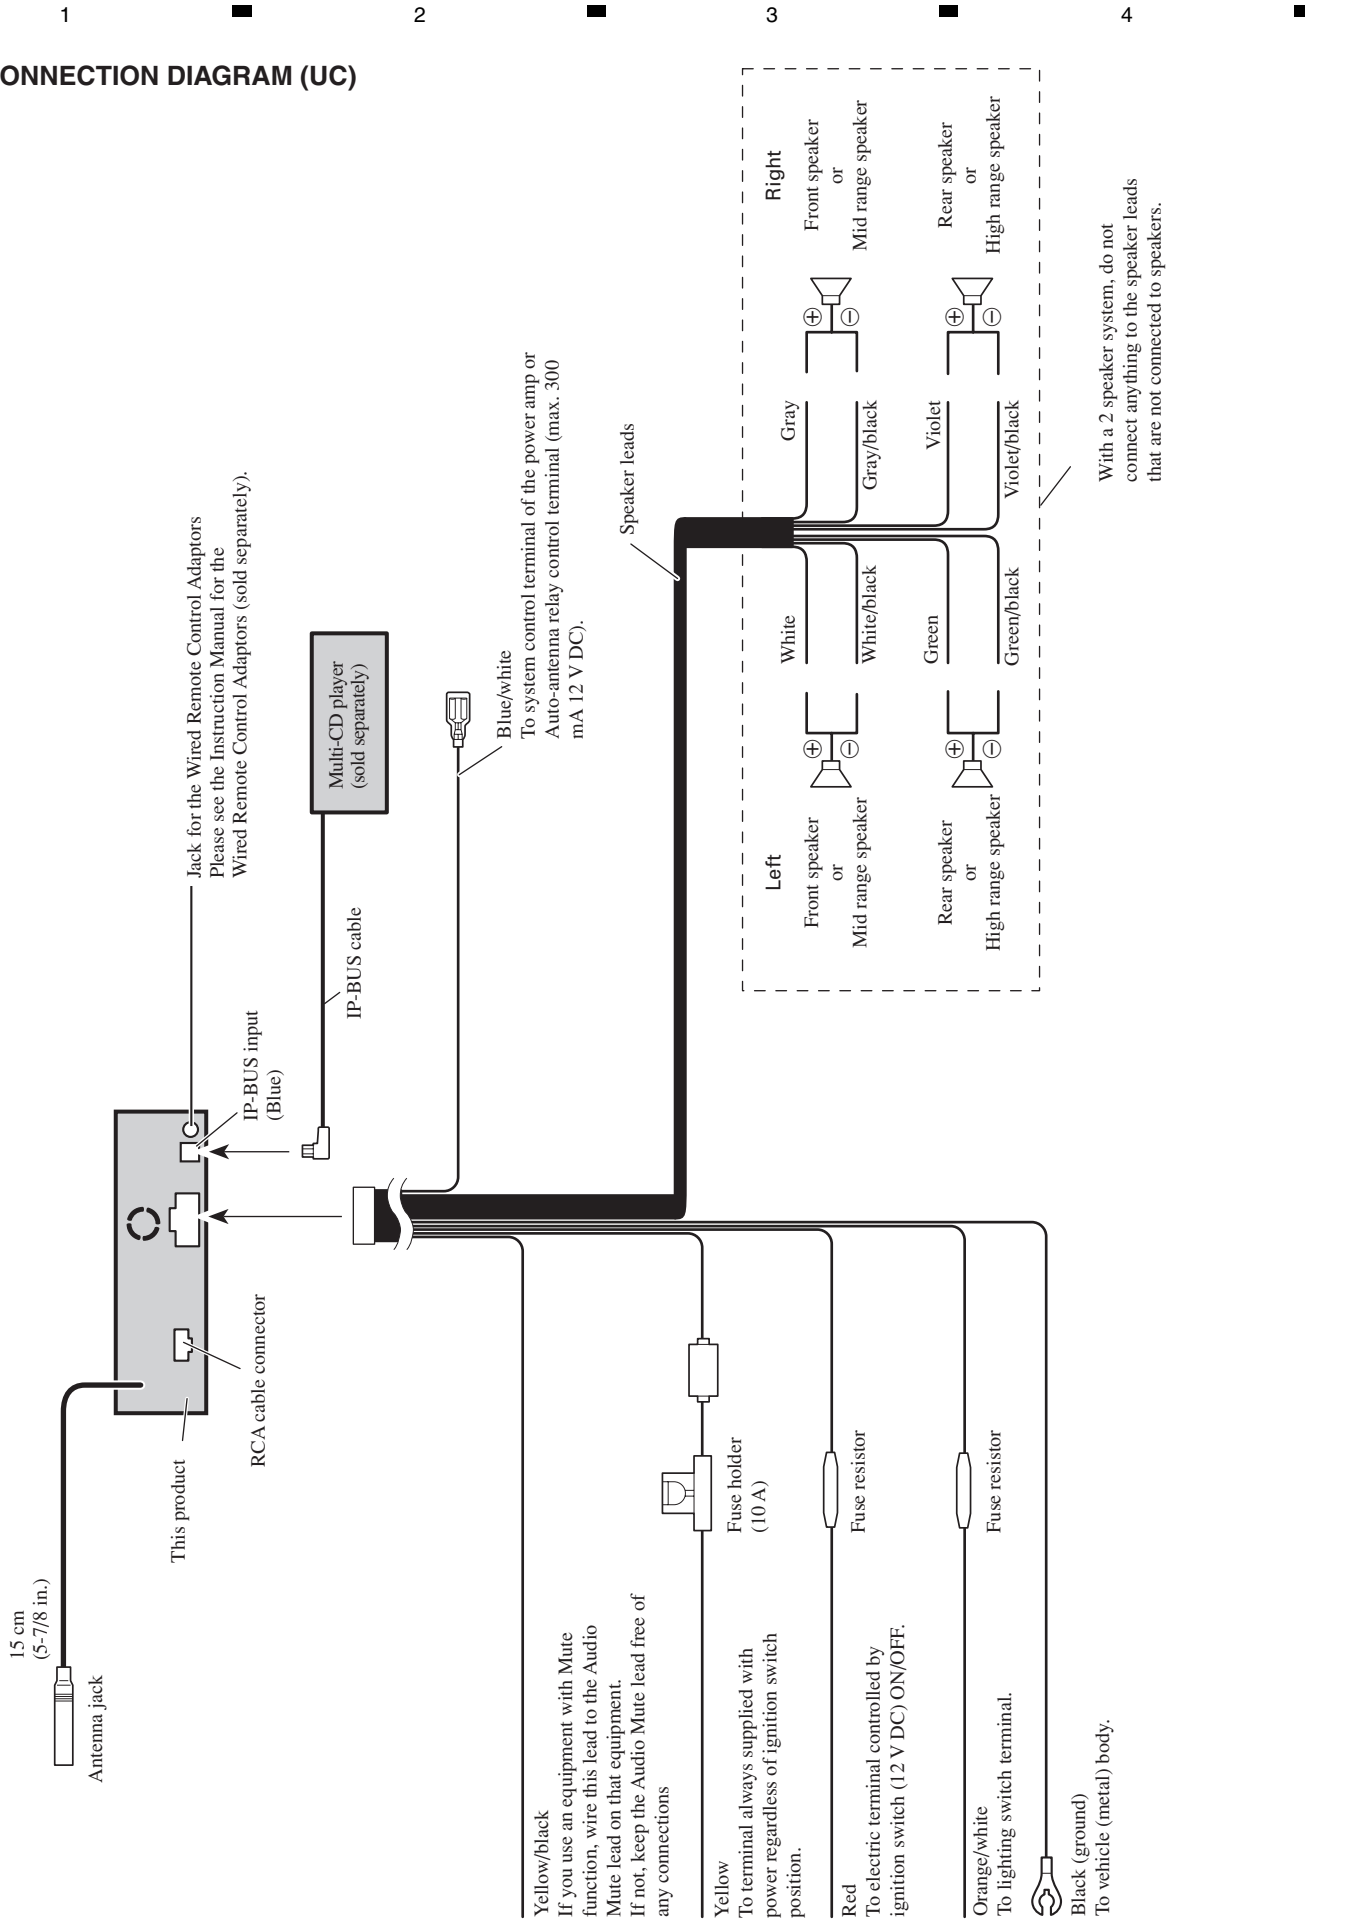 1
2
3
4
ONNECTION DIAGRAM (UC)
15 cm
(5-7/8 in.)
Antenna jack
This product
RCA cable connector
IP-BUS input
(Blue)
Jack for the Wired Remote Control Adaptors
Please see the Instruction Manual for the
Wired Remote Control Adaptors (sold separately).
Multi-CD player
(sold separately)
IP-BUS cable
Blue/white
To system control terminal of the power amp or
Auto-antenna relay control terminal (max. 300
mA 12 V DC).
Speaker leads
Yellow/black
If you use an equipment with Mute
function, wire this lead to the Audio
Mute lead on that equipment.
If not, keep the Audio Mute lead free of
any connections
Yellow
To terminal always supplied with
power regardless of ignition switch
position.
Fuse holder
(10 A)
Red
To electric terminal controlled by
ignition switch (12 V DC) ON/OFF.
Fuse resistor
Orange/white
To lighting switch terminal.
Fuse resistor
Black (ground)
To vehicle (metal) body.
Left
Front speaker
or
Mid range speaker
Rear speaker
or
High range speaker
+
−
+
−
White
White/black
Green
Green/black
Gray
Gray/black
Violet
Violet/black
+
−
+
−
Right
Front speaker
or
Mid range speaker
Rear speaker
or
High range speaker
With a 2 speaker system, do not
connect anything to the speaker leads
that are not connected to speakers.